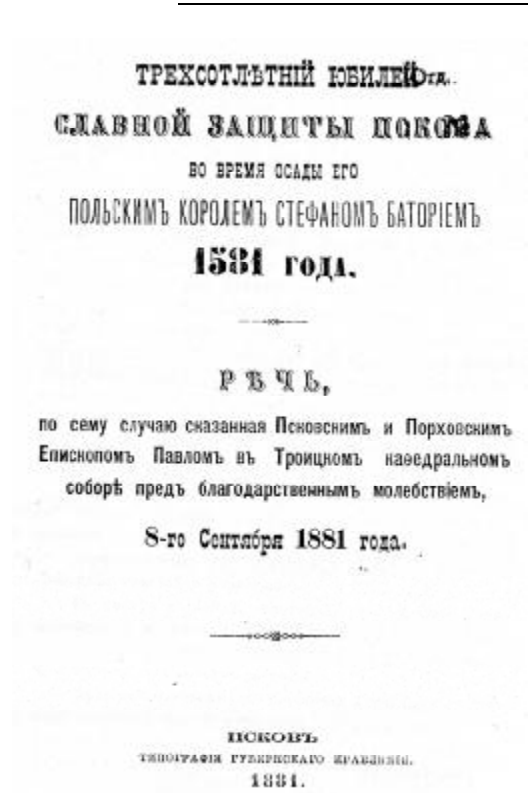 ТРЕХСОТЛѢТНІЙ ЮБИЛЕЙ
СЛАВНОЙ ЗАЩИТЫ ПСКОВА
ВО ВРЕМЯ ОСАДЫ ЕГО
ПОЛЬСКИМЪ КОРОЛЕМЪ СТЕФАНОМЪ БАТОРІЕМЪ
1581 ГОДА.
РѢЧЬ,
по сему случаю сказанная Псковскимъ и Порховскимъ
Епископомъ Павломъ въ Троицкомъ каѳедральномъ
соборѣ предъ благодарственнымъ молебствіемъ,
8-го Сентября 1881 года.
ПСКОВЪ.
ТИПОГРАФІЯ ГУБЕРНСКАГО ПРАВЛЕНІЯ.
1881.